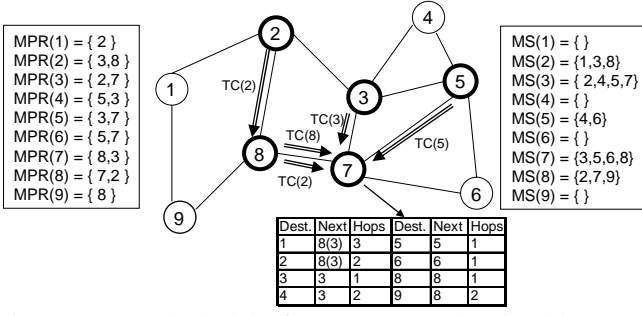 MPR(1) = { 2 }
MPR(2) = { 3,8 }
MPR(3) = { 2,7 }
MPR(4) = { 5,3 }
MPR(5) = { 3,7 }
MPR(6) = { 5,7 }
MPR(7) = { 8,3 }
MPR(8) = { 7,2 }
MPR(9) = { 8 }
4
2
5
1
3
8
7
6
9
TC(2)
TC(3)
TC(8)
TC(5)
TC(2)
MS(1) = { }
MS(2) = {1,3,8}
MS(3) = { 2,4,5,7}
MS(4) = { }
MS(5) = {4,6}
MS(6) = { }
MS(7) = {3,5,6,8}
MS(8) = {2,7,9}
MS(9) = { }
Dest. Next Hops Dest. Next Hops
1 8(3) 3 5 5 1
2 8(3) 2 6 6 1
3 3 1 8 8 1
4 3 2 9 8 2